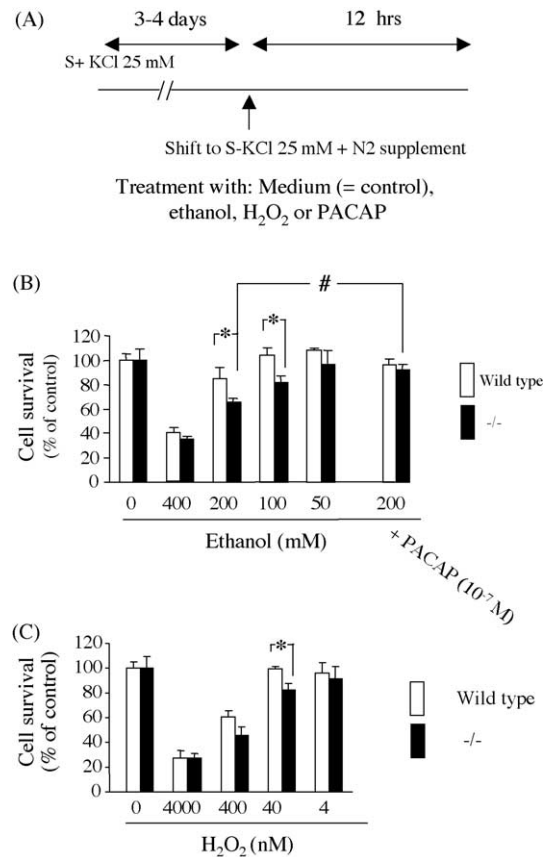 (A)
3-4 days 12 hrs
S+ KCl 25 mM
//
Shift to S-KCl 25 mM + N2 supplement
Treatment with: Medium (= control),
ethanol, H₂O₂ or PACAP
(B)
#
* *
120
100
80
60
40
20
0
Cell survival
(% of control)
Wild type
-/-
0 400 200 100 50 200
Ethanol (mM)
+ PACAP (10⁻⁷ M)
(C)
*
120
100
80
60
40
20
0
Cell survival
(% of control)
Wild type
-/-
0 4000 400 40 4
H₂O₂ (nM)